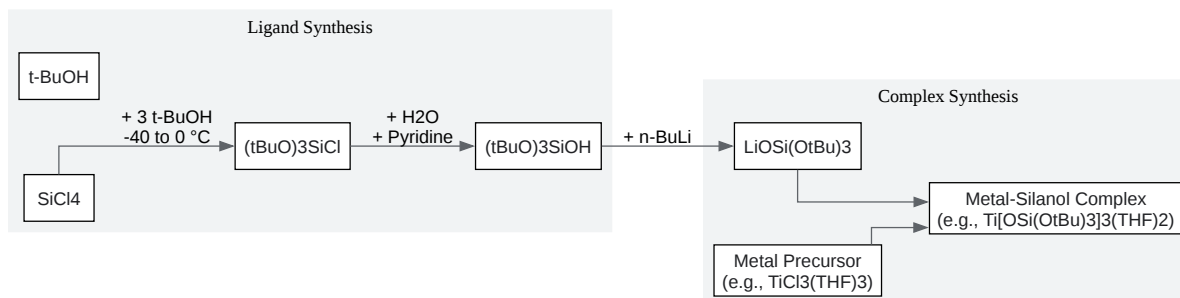 Ligand Synthesis
t-BuOH
+ 3 t-BuOH
-40 to 0 °C
SiCl4
(tBuO)3SiCl
+ H2O
+ Pyridine
(tBuO)3SiOH
+ n-BuLi
Complex Synthesis
LiOSi(OtBu)3
Metal Precursor
(e.g., TiCl3(THF)3)
Metal-Silanol Complex
(e.g., Ti[OSi(OtBu)3]3(THF)2)